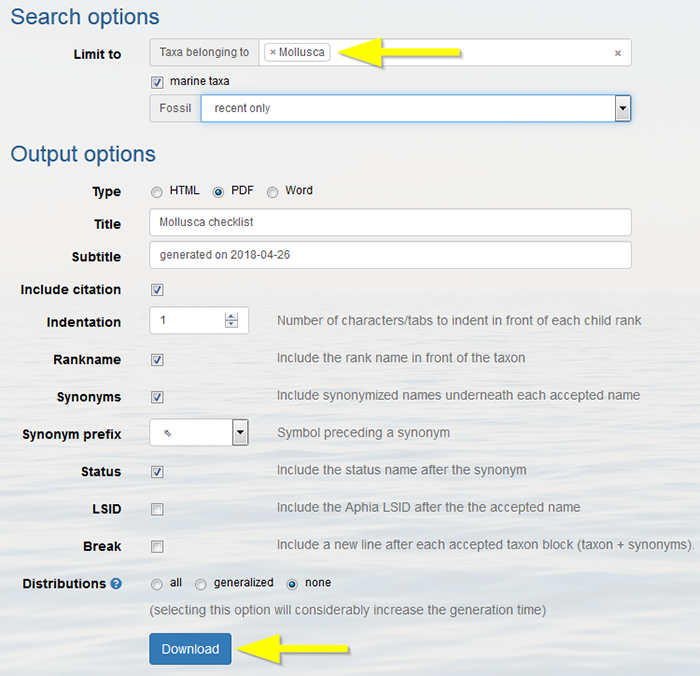 Search options
Limit to Taxa belonging to × Mollusca ×
marine taxa
Fossil recent only
Output options
Type HTML PDF Word
Title Mollusca checklist
Subtitle generated on 2018-04-26
Include citation
Indentation 1 Number of characters/tabs to indent in front of each child rank
Rankname Include the rank name in front of the taxon
Synonyms Include synonymized names underneath each accepted name
Synonym prefix ⇖ Symbol preceding a synonym
Status Include the status name after the synonym
LSID Include the Aphia LSID after the the accepted name
Break Include a new line after each accepted taxon block (taxon + synonyms).
Distributions ? all generalized none
(selecting this option will considerably increase the generation time)
Download